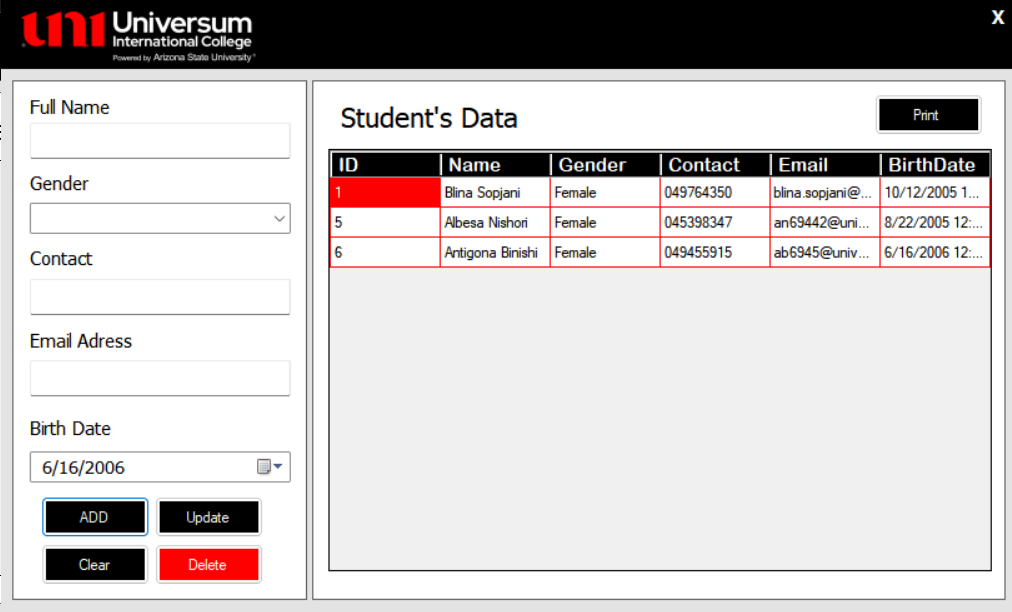 uni Universum
International College
Powered by Arizona State University®
X
Full Name
Gender
Contact
Email Adress
Birth Date
6/16/2006
ADD Update
Clear Delete
Student's Data
Print
ID Name Gender Contact Email BirthDate
1 Blina Sopjani Female 049764350 blina.sopjani@... 10/12/2005 1...
5 Albesa Nishori Female 045398347 an69442@uni... 8/22/2005 12:...
6 Antigona Binishi Female 049455915 ab6945@univ... 6/16/2006 12:...